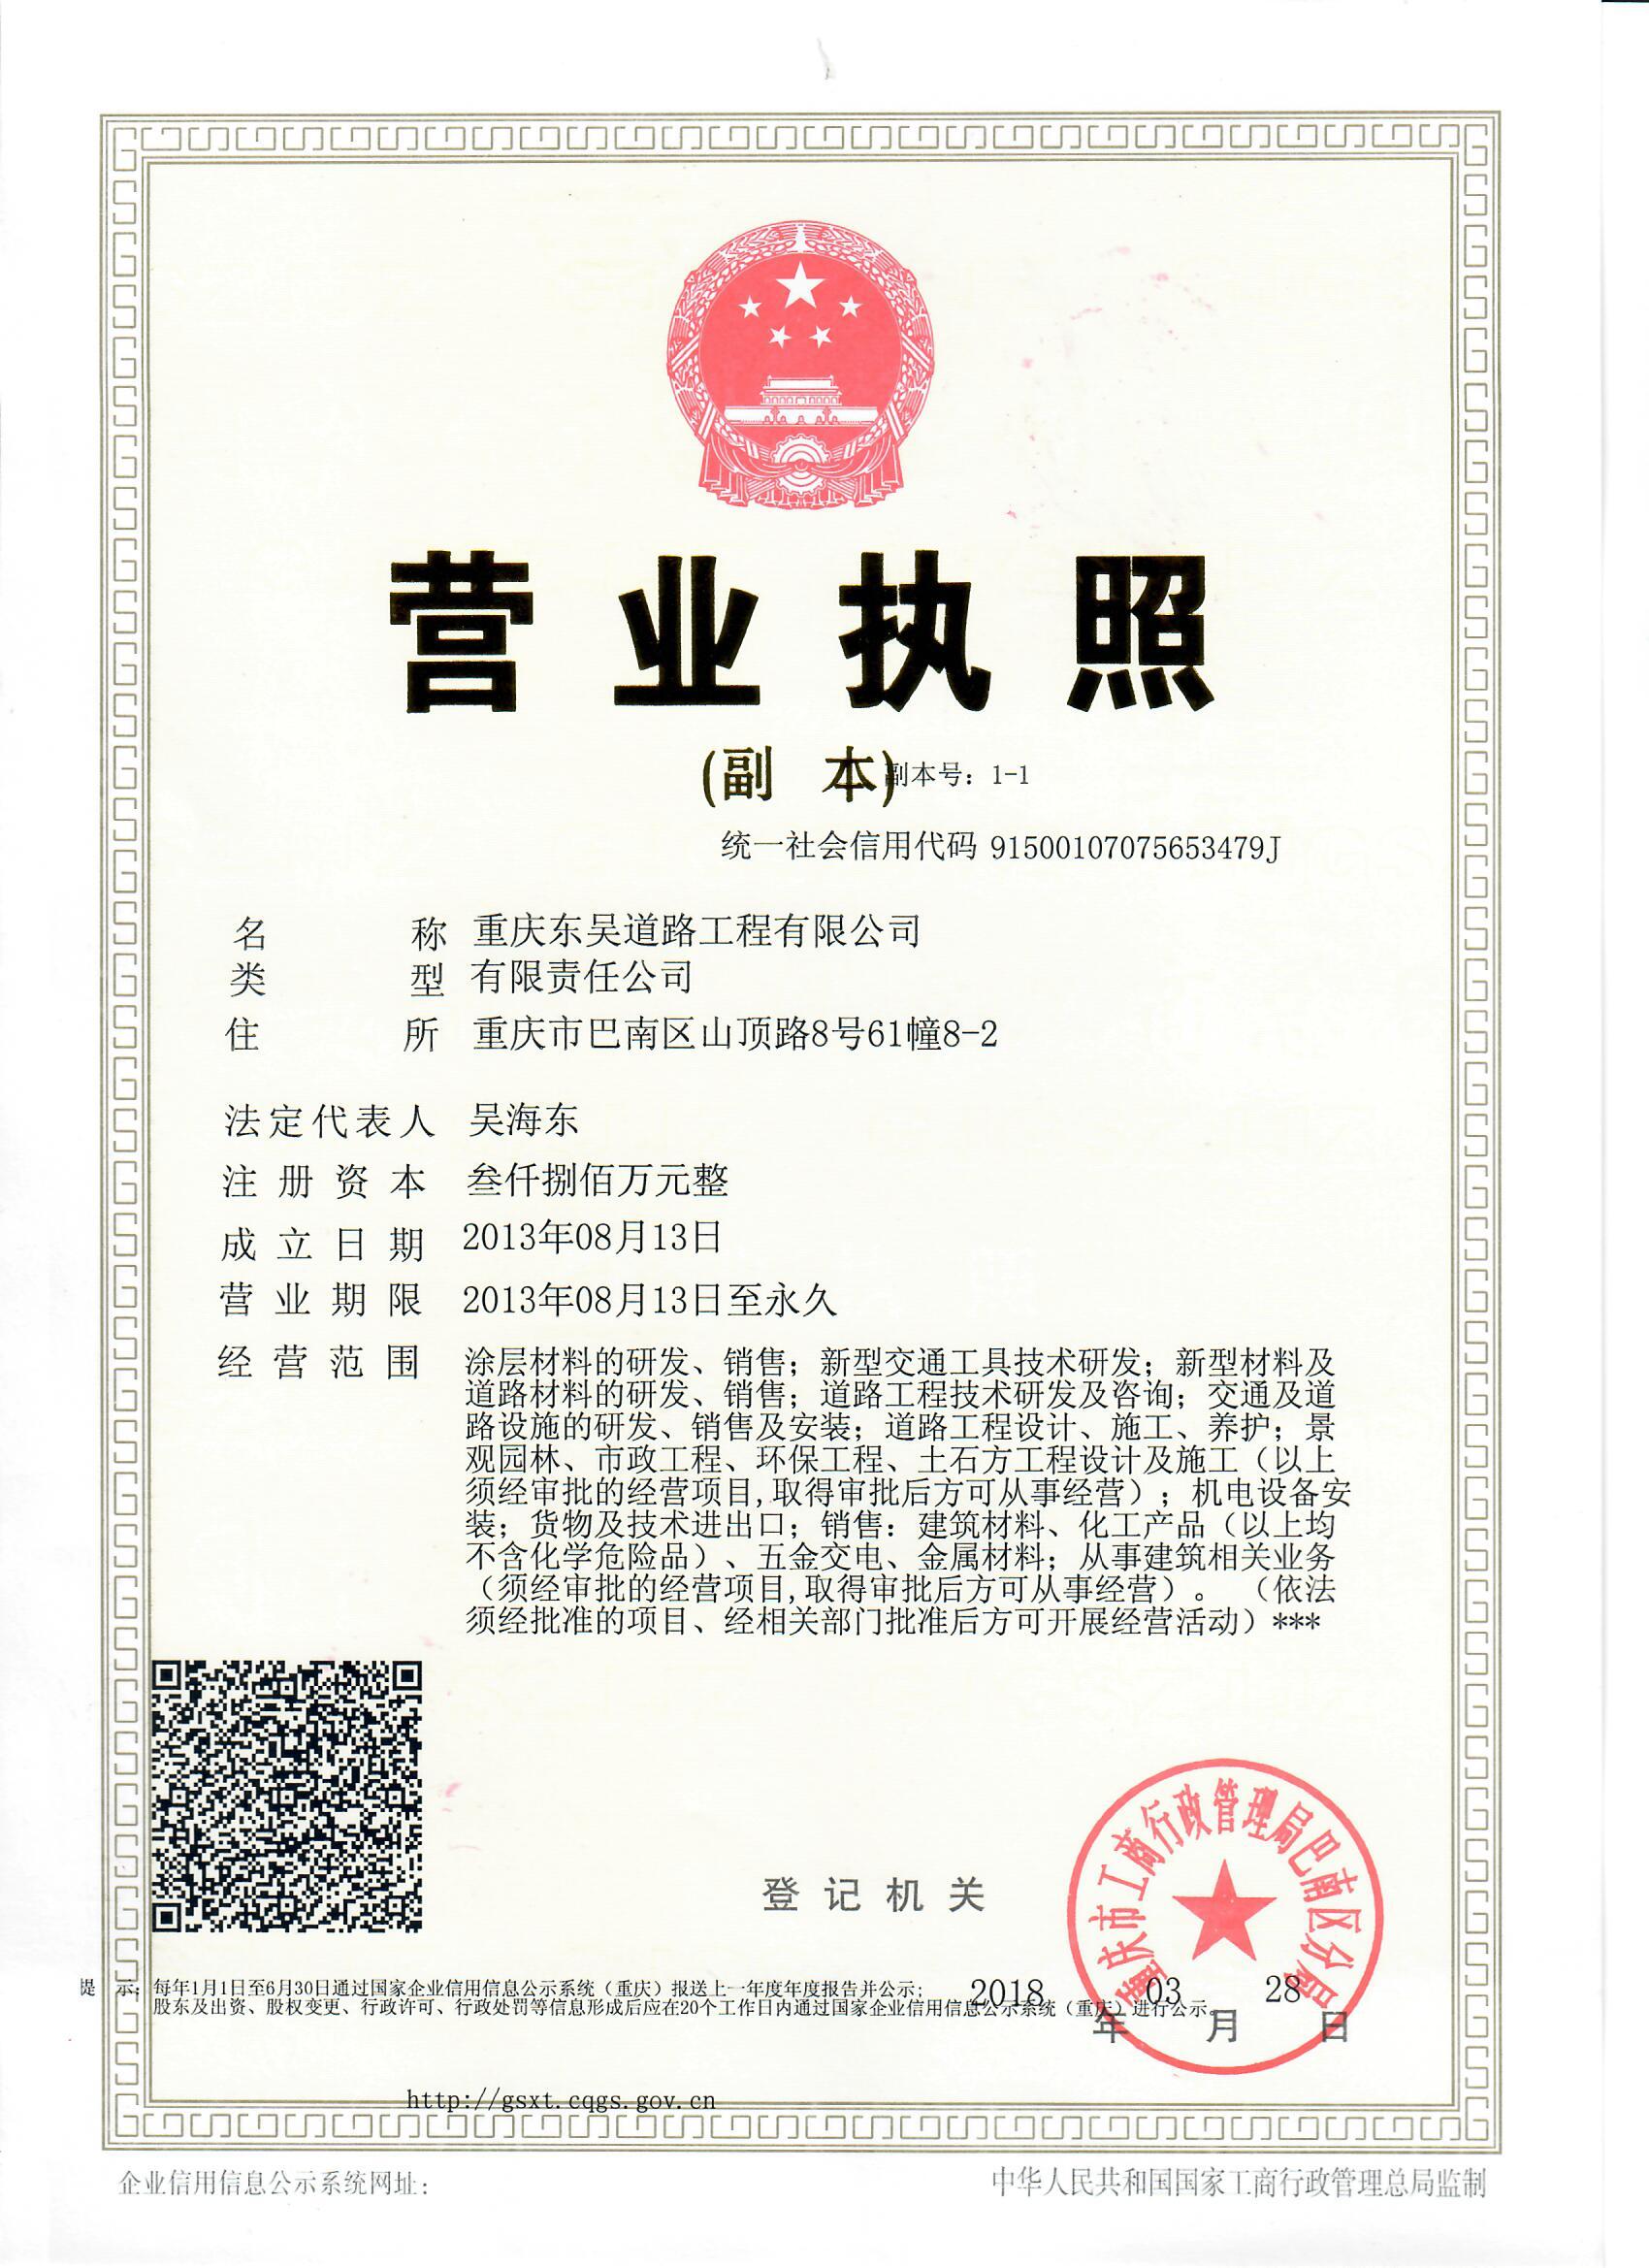 营业执照
(副 本)副本号：1-1
统一社会信用代码 91500107075653479J
名 称 重庆东吴道路工程有限公司
类 型 有限责任公司
住 所 重庆市巴南区山顶路8号61幢8-2
法定代表人 吴海东
注册资本 叁仟捌佰万元整
成立日期 2013年08月13日
营业期限 2013年08月13日至永久
经营范围 涂层材料的研发、销售；新型交通工具技术研发；新型材料及
道路材料的研发、销售；道路工程技术研发及咨询；交通及道
路设施的研发、销售及安装；道路工程设计、施工、养护；景
观园林、市政工程、环保工程、土石方工程设计及施工（以上
须经审批的经营项目,取得审批后方可从事经营）；机电设备安
装；货物及技术进出口；销售：建筑材料、化工产品（以上均
不含化学危险品）、五金交电、金属材料；从事建筑相关业务
（须经审批的经营项目,取得审批后方可从事经营）。（依法
须经批准的项目、经相关部门批准后方可开展经营活动）***
登记机关
重庆市工商行政管理局巴南区分局
提 示：每年1月1日至6月30日通过国家企业信用信息公示系统（重庆）报送上一年度年度报告并公示；
股东及出资、股权变更、行政许可、行政处罚等信息形成后应在20个工作日内通过国家企业信用信息公示系统（重庆）进行公示。
2018 03 28
年 月 日
http://gsxt.cqgs.gov.cn
企业信用信息公示系统网址：
中华人民共和国国家工商行政管理总局监制